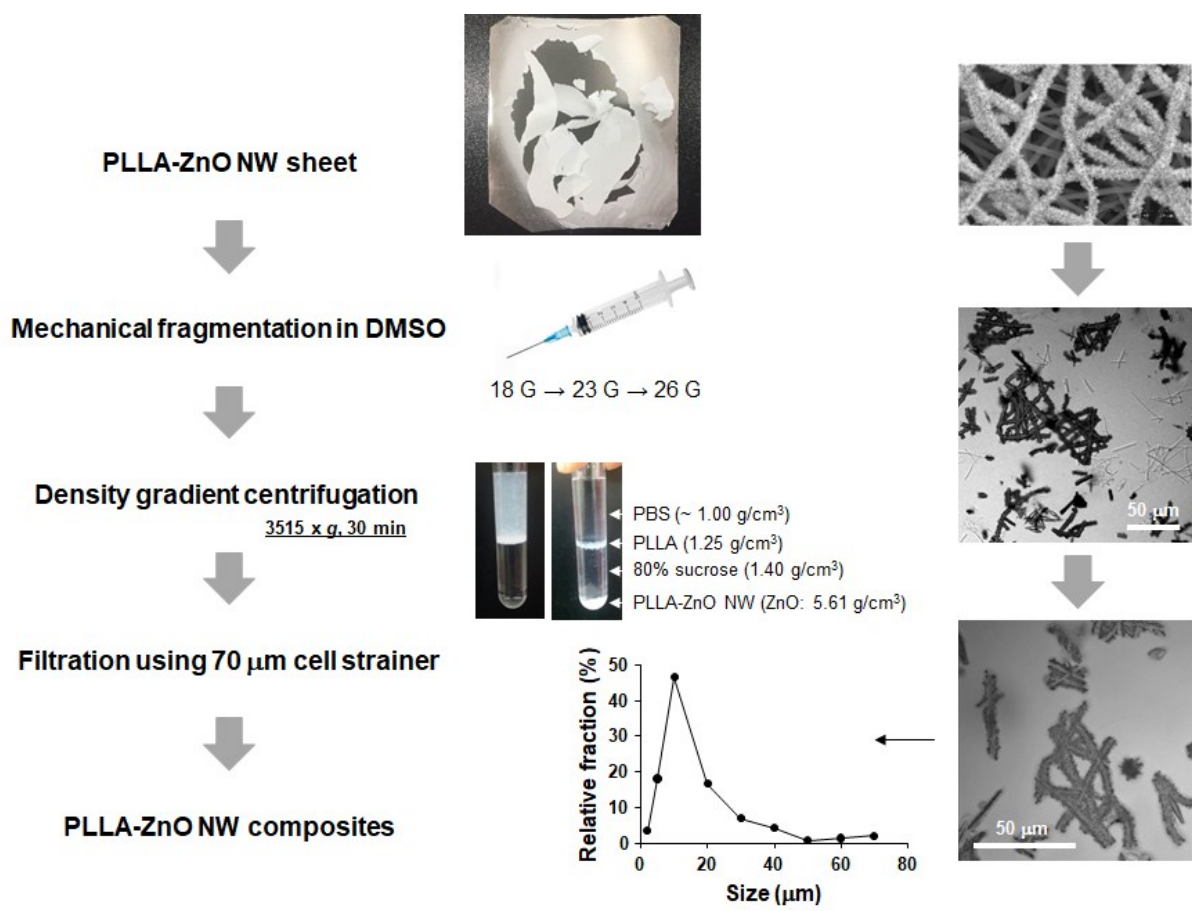 PLLA-ZnO NW sheet
Mechanical fragmentation in DMSO
18 G → 23 G → 26 G
Density gradient centrifugation
3515 x g, 30 min
PBS (~ 1.00 g/cm³)
PLLA (1.25 g/cm³)
80% sucrose (1.40 g/cm³)
PLLA-ZnO NW (ZnO: 5.61 g/cm³)
Filtration using 70 μm cell strainer
PLLA-ZnO NW composites
Relative fraction (%)
50
40
30
20
10
0
0
20
40
60
80
Size (μm)
50 μm
50 μm